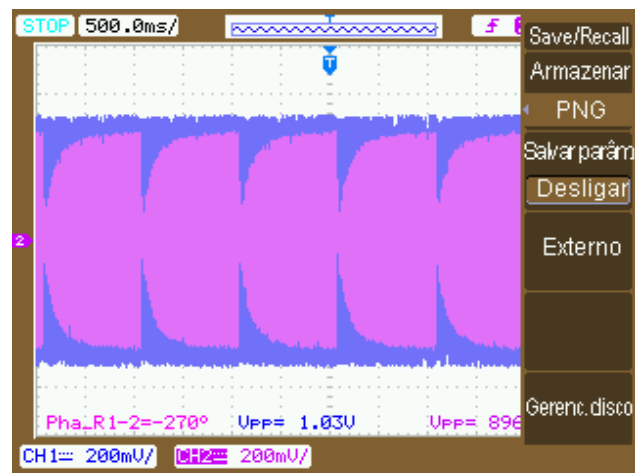 STOP 500.0ms/
T
Save/Recall
Armazenar
PNG
Salvar parâm
Desligar
Externo
Gerenc.disco
2
Pha_R1-2=-270° VPP= 1.03V VPP= 896
CH1 200mV/ CH2 200mV/